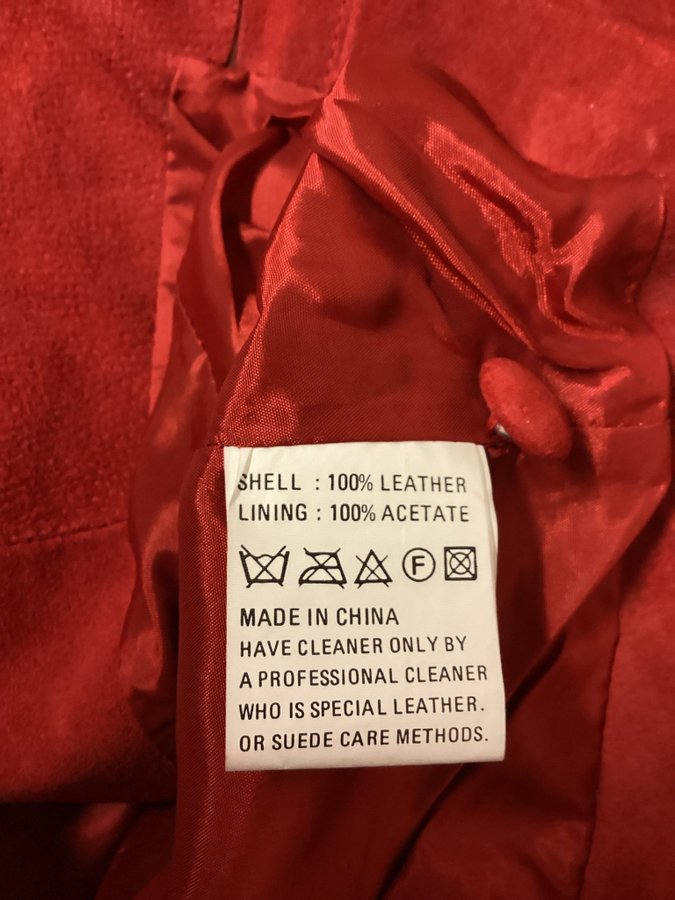 SHELL : 100% LEATHER
LINING : 100% ACETATE
F
MADE IN CHINA
HAVE CLEANER ONLY BY
A PROFESSIONAL CLEANER
WHO IS SPECIAL LEATHER.
OR SUEDE CARE METHODS.